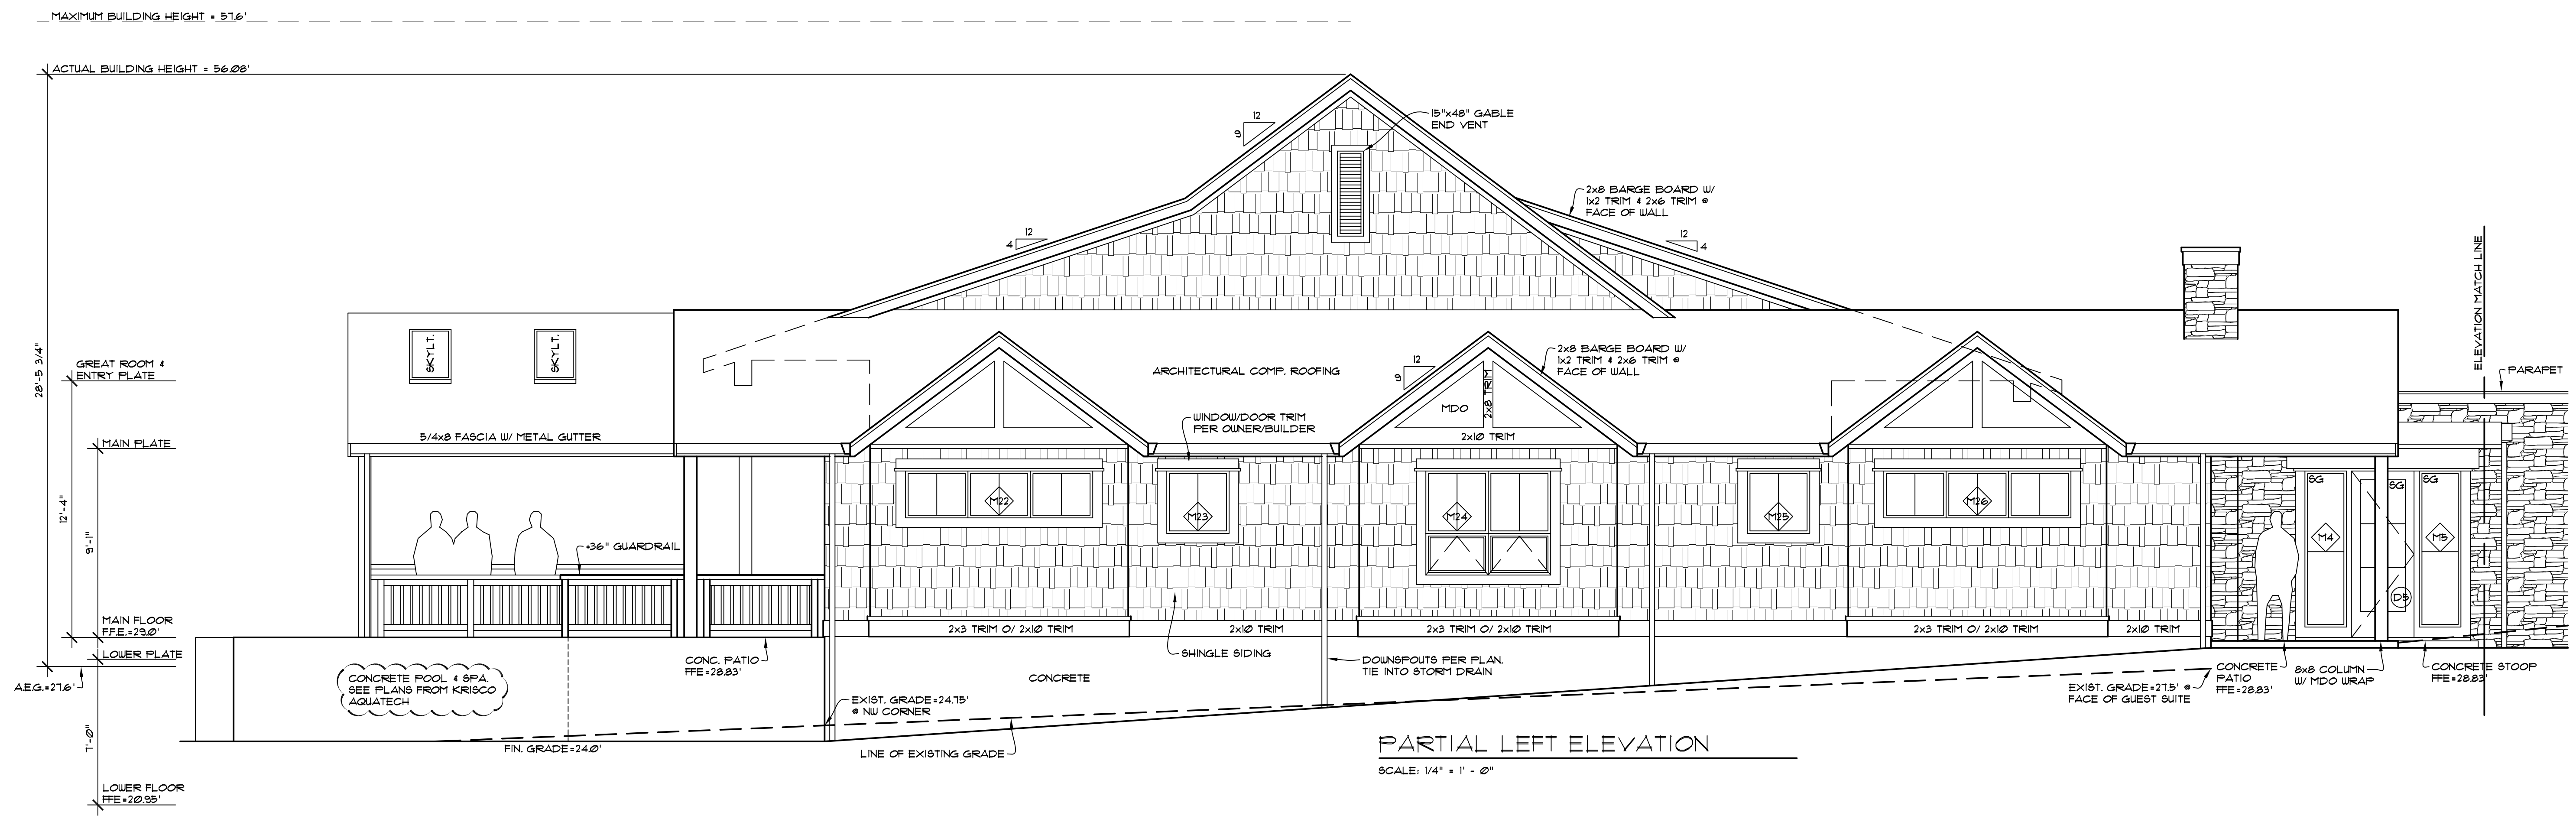 MAXIMUM BUILDING HEIGHT = 57.6'
ACTUAL BUILDING HEIGHT = 56.08'
15"x48" GABLE
END VENT
12
9
2x8 BARGE BOARD W/
1x2 TRIM & 2x6 TRIM @
FACE OF WALL
12
4
12
4
ELEVATION MATCH LINE
28'-5 3/4"
GREAT ROOM &
ENTRY PLATE
SKYLT.
SKYLT.
ARCHITECTURAL COMP. ROOFING
12
9
2x8 BARGE BOARD W/
1x2 TRIM & 2x6 TRIM @
FACE OF WALL
PARAPET
MDO
2x8 TRIM
2x10 TRIM
WINDOW/DOOR TRIM
PER OWNER/BUILDER
5/4x8 FASCIA W/ METAL GUTTER
MAIN PLATE
12'-4"
9'-1"
M22
M23
M24
M25
M26
SG
SG
SG
M4
M5
D5
+36" GUARDRAIL
MAIN FLOOR
F.F.E.=29.0'
2x3 TRIM O/ 2x10 TRIM
2x10 TRIM
2x3 TRIM O/ 2x10 TRIM
2x3 TRIM O/ 2x10 TRIM
2x10 TRIM
LOWER PLATE
A.E.G.=27.6'
CONCRETE POOL & SPA.
SEE PLANS FROM KRISCO
AQUATECH
CONC. PATIO
FFE=28.83'
SHINGLE SIDING
CONCRETE
DOWNSPOUTS PER PLAN.
TIE INTO STORM DRAIN
EXIST. GRADE=27.5' @
FACE OF GUEST SUITE
CONCRETE
PATIO
FFE=28.83'
8x8 COLUMN
W/ MDO WRAP
CONCRETE STOOP
FFE=28.83'
EXIST. GRADE=24.75'
@ NW CORNER
7'-0"
FIN. GRADE=24.0'
LINE OF EXISTING GRADE
LOWER FLOOR
FFE=20.95'
PARTIAL LEFT ELEVATION
SCALE: 1/4" = 1' - 0"